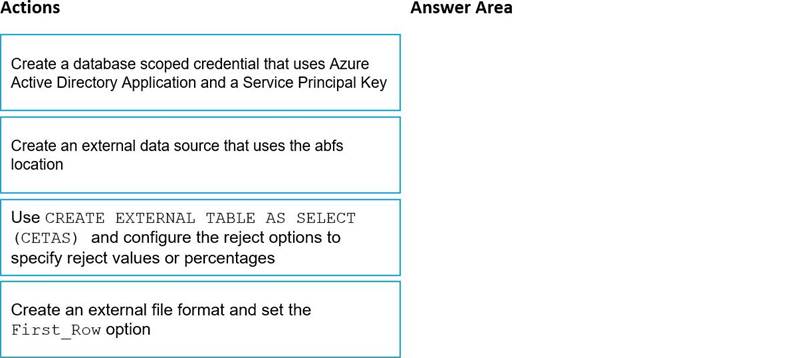 Actions
Answer Area
Create a database scoped credential that uses Azure
Active Directory Application and a Service Principal Key
Create an external data source that uses the abfs
location
Use CREATE EXTERNAL TABLE AS SELECT
(CETAS) and configure the reject options to
specify reject values or percentages
Create an external file format and set the
First_Row option